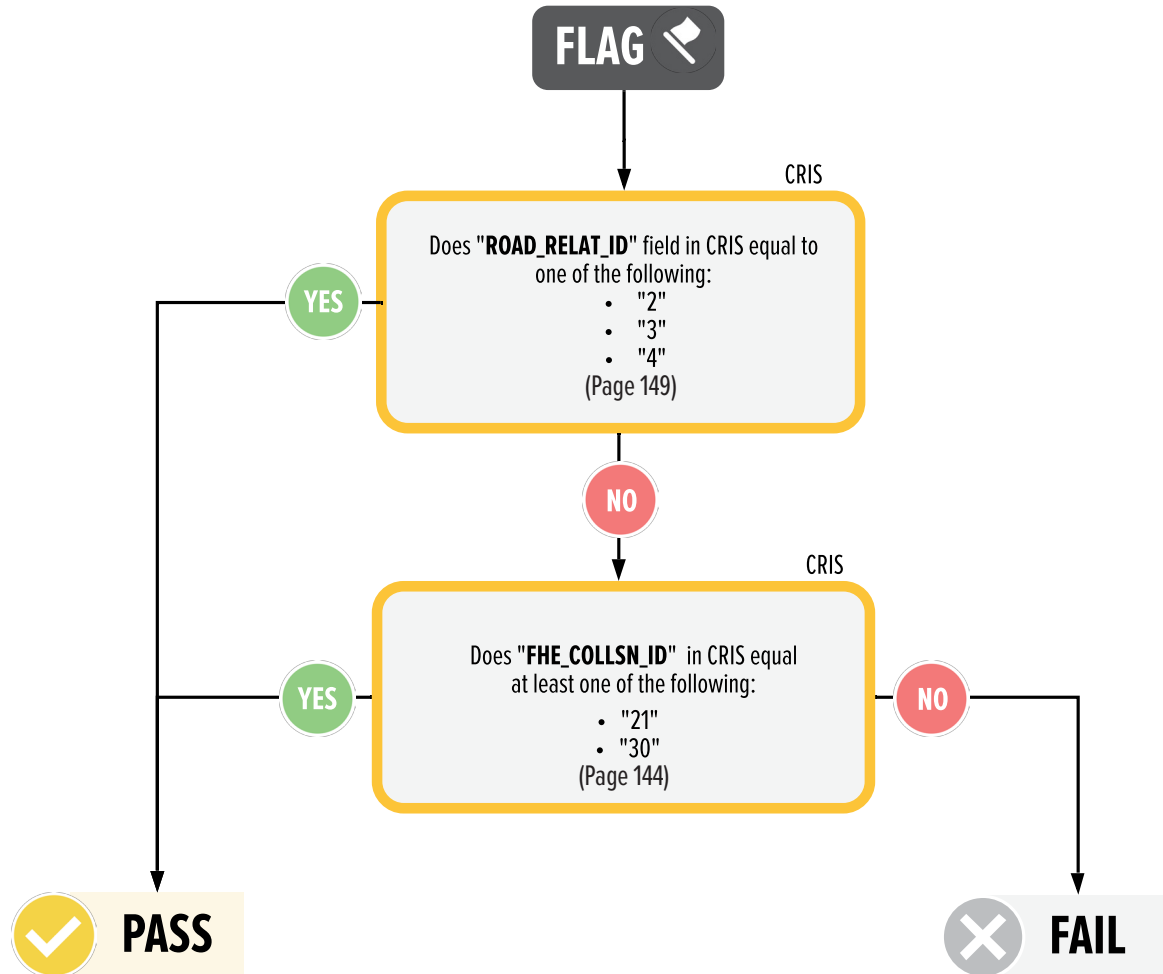 FLAG
CRIS
Does "ROAD_RELAT_ID" field in CRIS equal to
one of the following:
• "2"
• "3"
• "4"
(Page 149)
YES
NO
CRIS
Does "FHE_COLLSN_ID" in CRIS equal
at least one of the following:
• "21"
• "30"
(Page 144)
YES
NO
PASS
FAIL